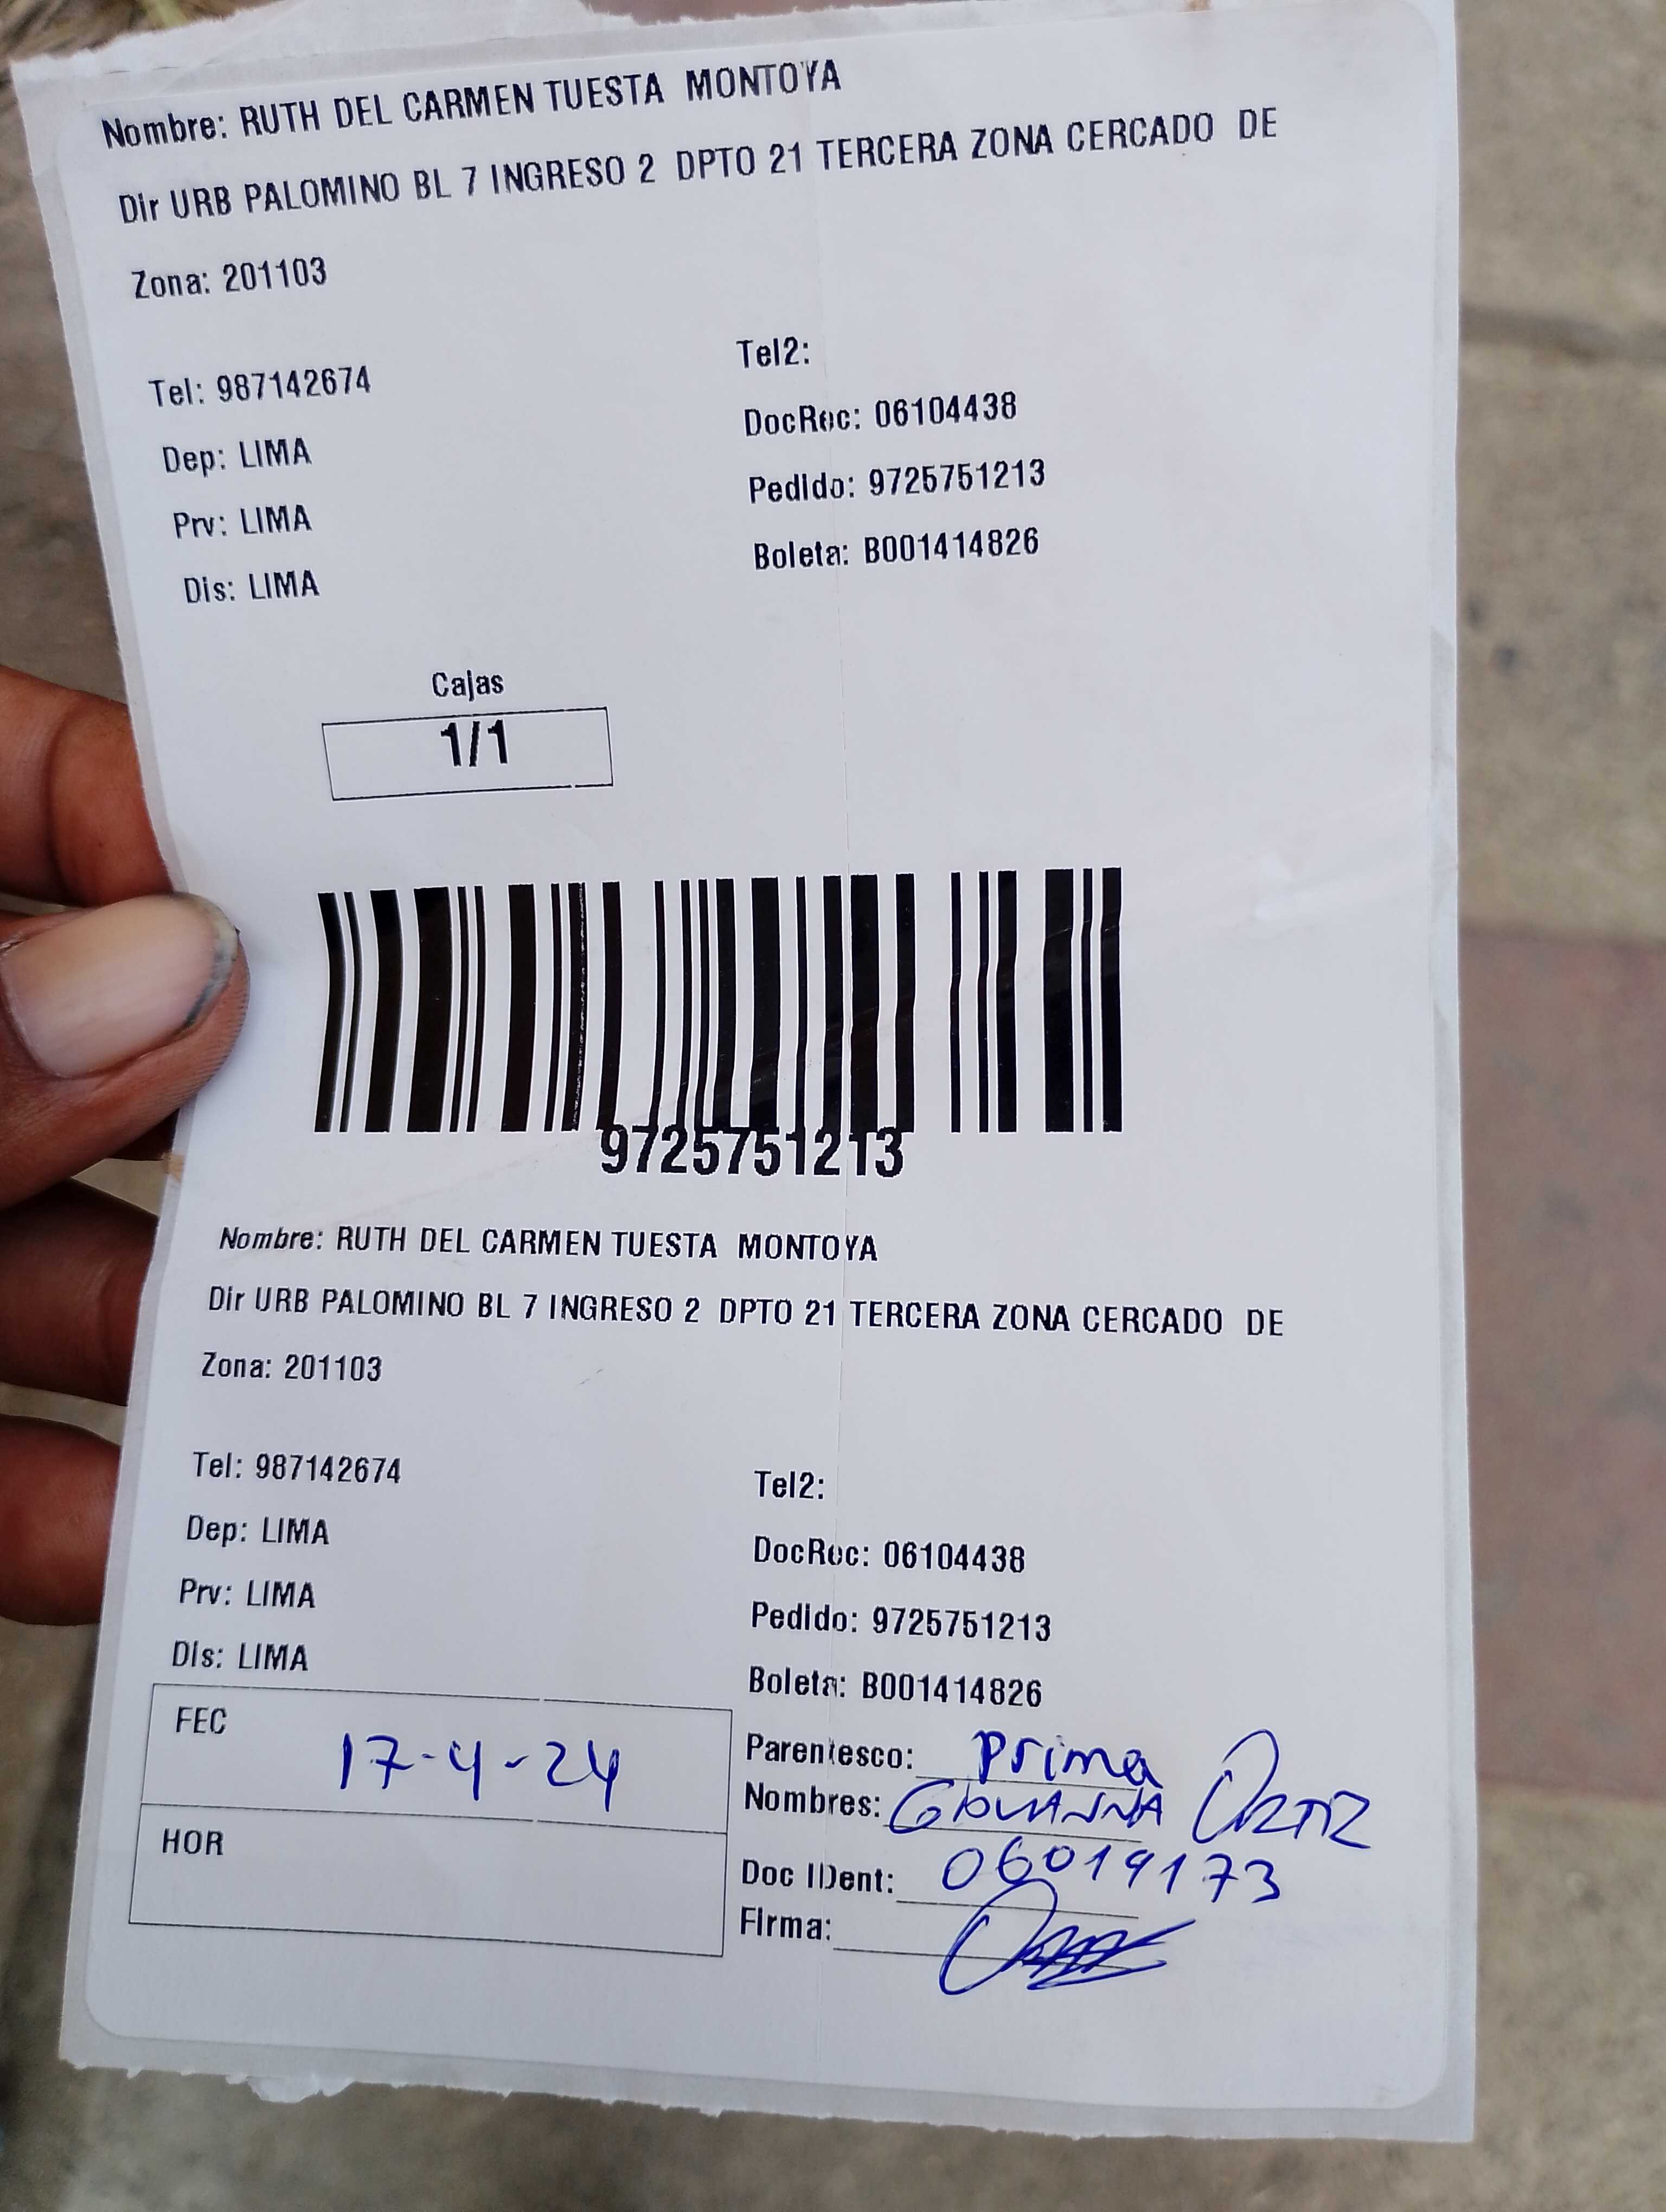 Nombre: RUTH DEL CARMEN TUESTA MONTOYA
Dir URB PALOMINO BL 7 INGRESO 2 DPTO 21 TERCERA ZONA CERCADO DE
Zona: 201103
Tel: 987142674
Tel2:
Dep: LIMA
DocRec: 06104438
Prv: LIMA
Pedido: 9725751213
Dis: LIMA
Boleta: B001414826
Cajas
1/1
9725751213
Nombre: RUTH DEL CARMEN TUESTA MONTOYA
Dir URB PALOMINO BL 7 INGRESO 2 DPTO 21 TERCERA ZONA CERCADO DE
Zona: 201103
Tel: 987142674
Tel2:
Dep: LIMA
DocRec: 06104438
Prv: LIMA
Pedido: 9725751213
Dis: LIMA
Boleta: B001414826
FEC 17-4-24
HOR
Parentesco: Prima
Nombres: GIOVANNA ORTIZ
Doc IDent: 06019173
Firma: